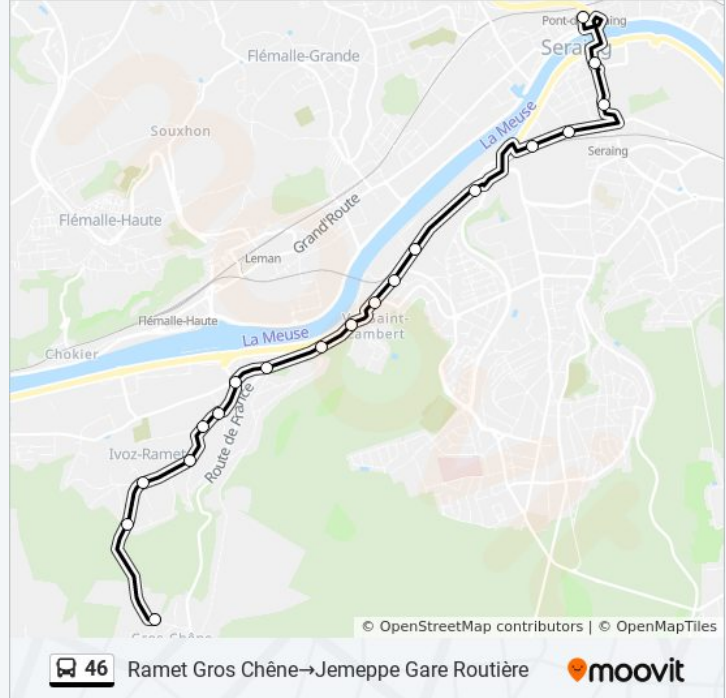 Pont-de-Seraing
Flémalle-Grande
Seraing
La Meuse
Souxhon
Seraing
Flémalle-Haute
Grand'Route
Leman
Flémalle-Haute
Val-Saint-
Lambert
La Meuse
Chokier
Route de France
Ivoz-Ramet
Gros-Chêne
© OpenStreetMap contributors | © OpenMapTiles
46 Ramet Gros Chêne→Jemeppe Gare Routière moovit